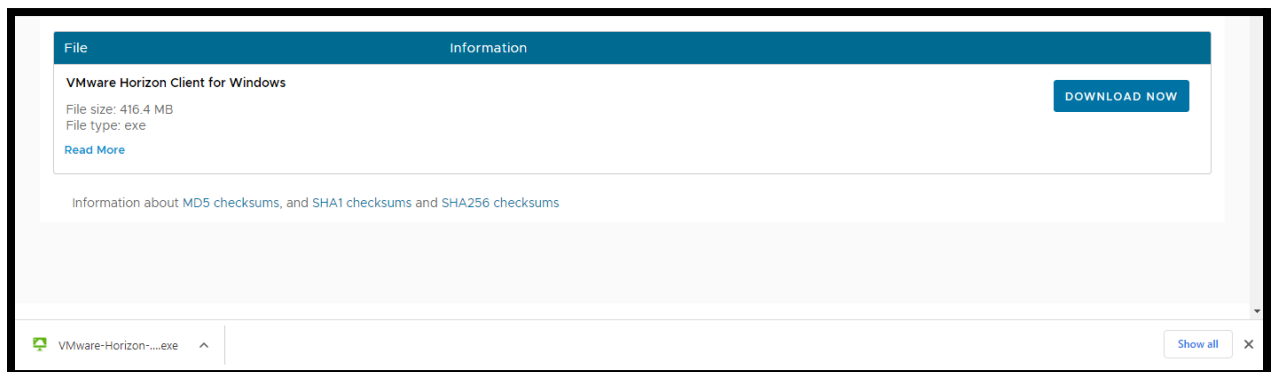 File Information
VMware Horizon Client for Windows
File size: 416.4 MB
File type: exe
DOWNLOAD NOW
Read More
Information about MD5 checksums, and SHA1 checksums and SHA256 checksums
VMware-Horizon-....exe
Show all